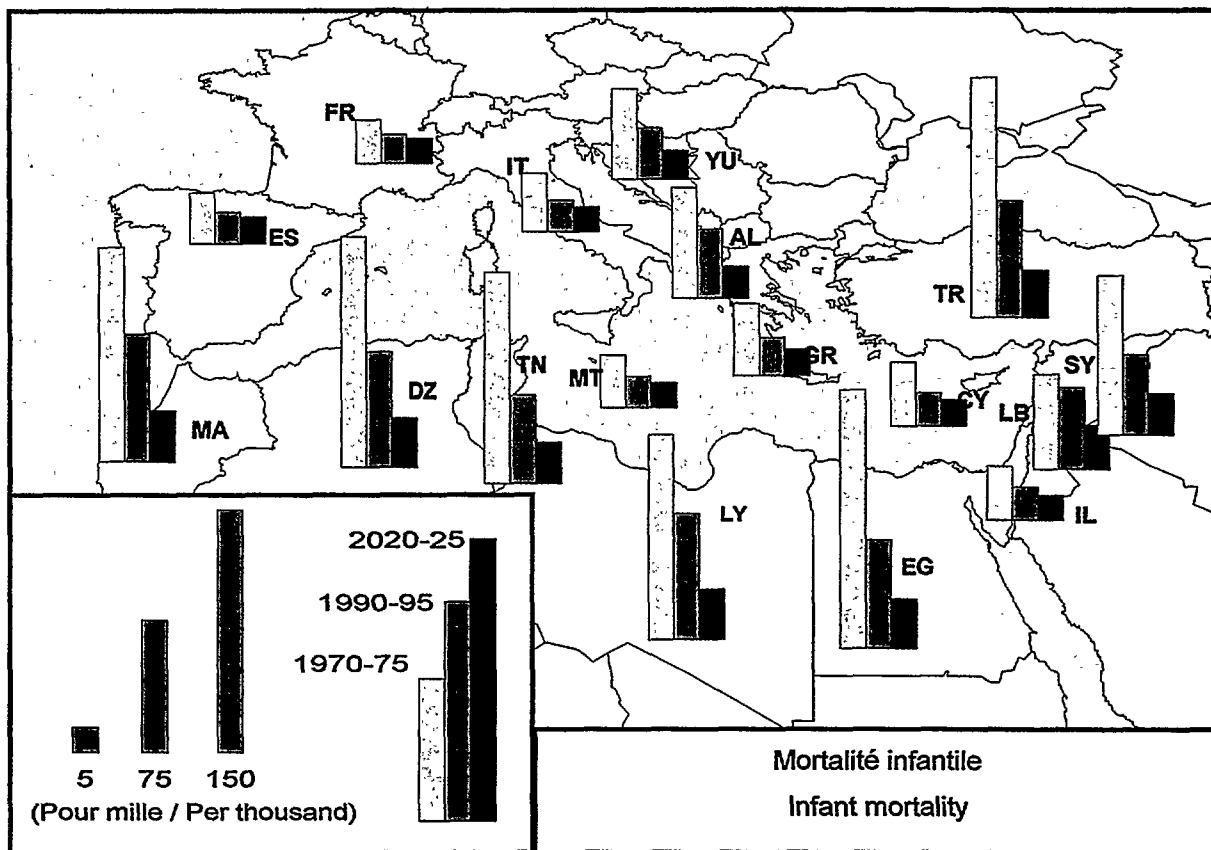 FR
YU
IT
ES
AL
TR
TN
MT
GR
SY
DZ
CY
LB
MA
LY
IL
EG
2020-25
1990-95
1970-75
5 75 150
(Pour mille / Per thousand)
Mortalité infantile
Infant mortality